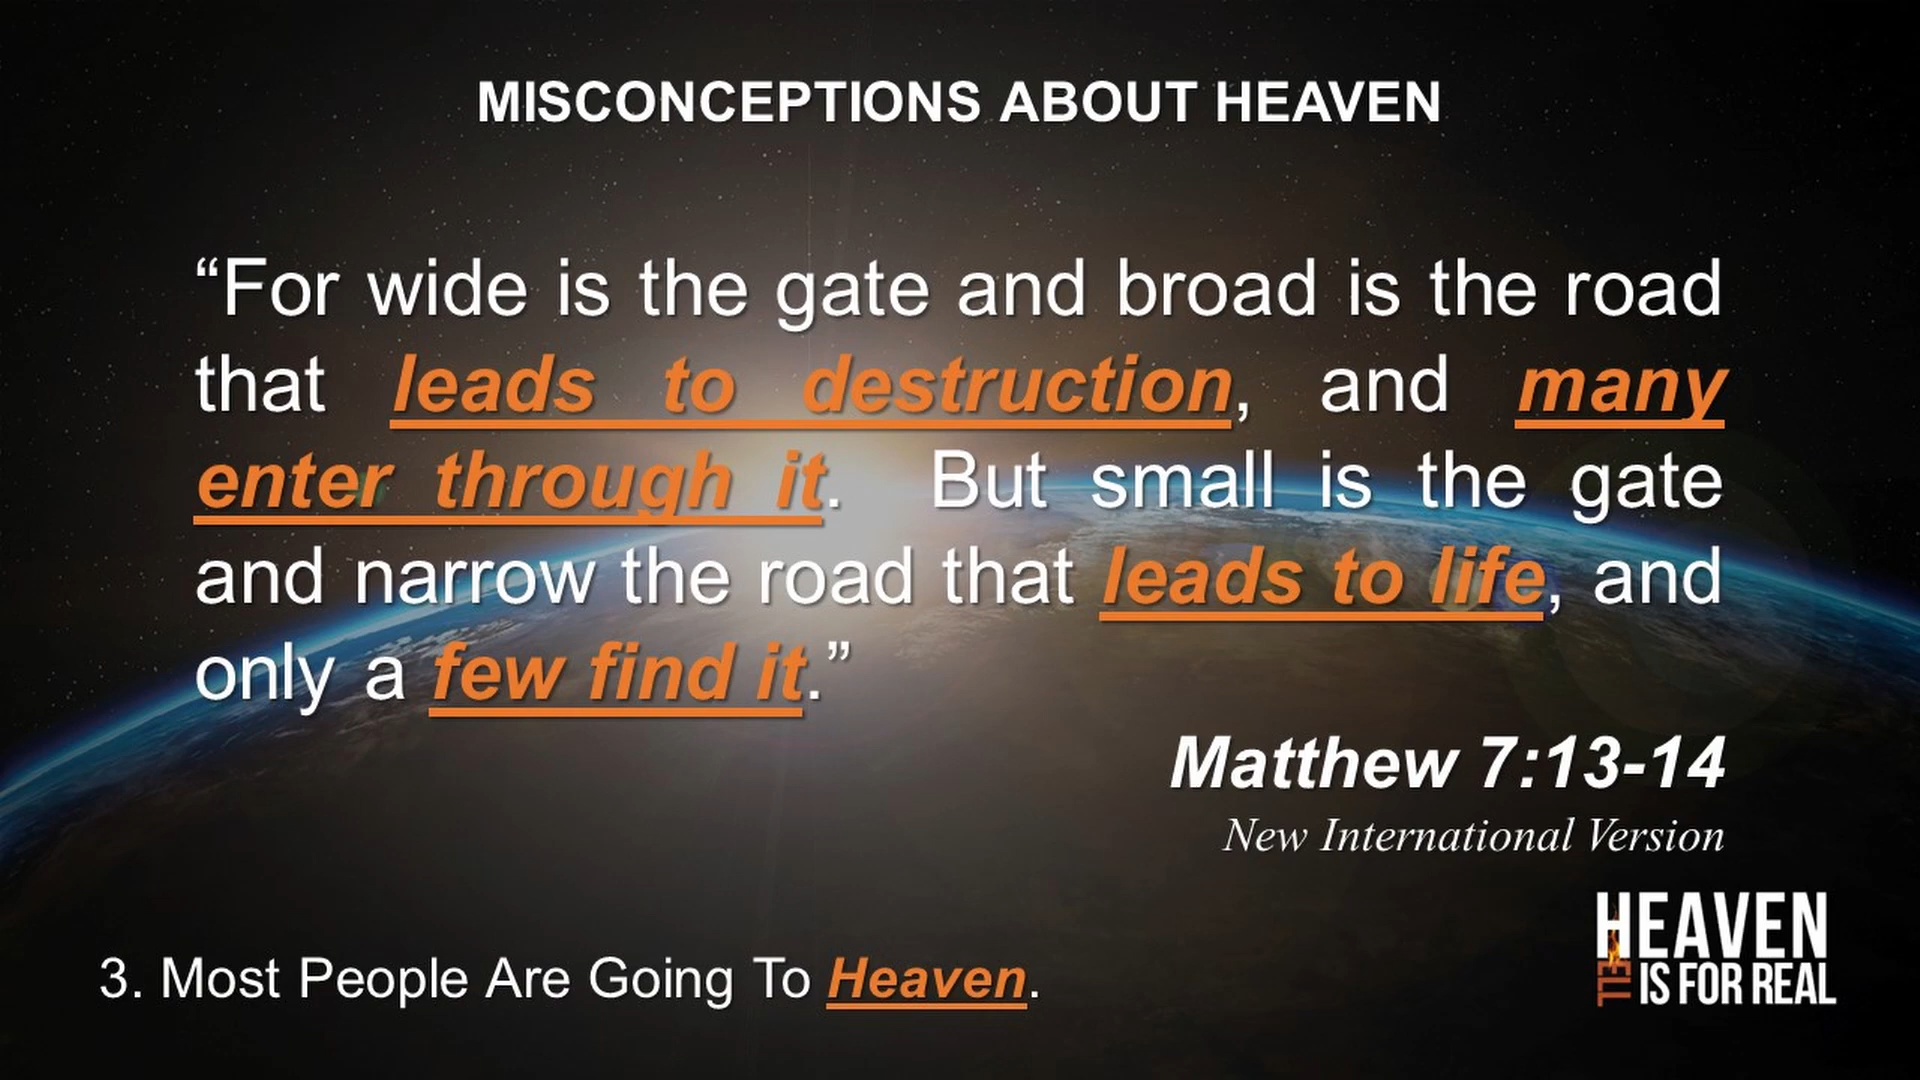 MISCONCEPTIONS ABOUT HEAVEN
“For wide is the gate and broad is the road
that leads to destruction, and many
enter through it.  But small is the gate
and narrow the road that leads to life, and
only a few find it.”
Matthew 7:13-14
New International Version
3. Most People Are Going To Heaven.
HEAVEN
HELL
IS FOR REAL